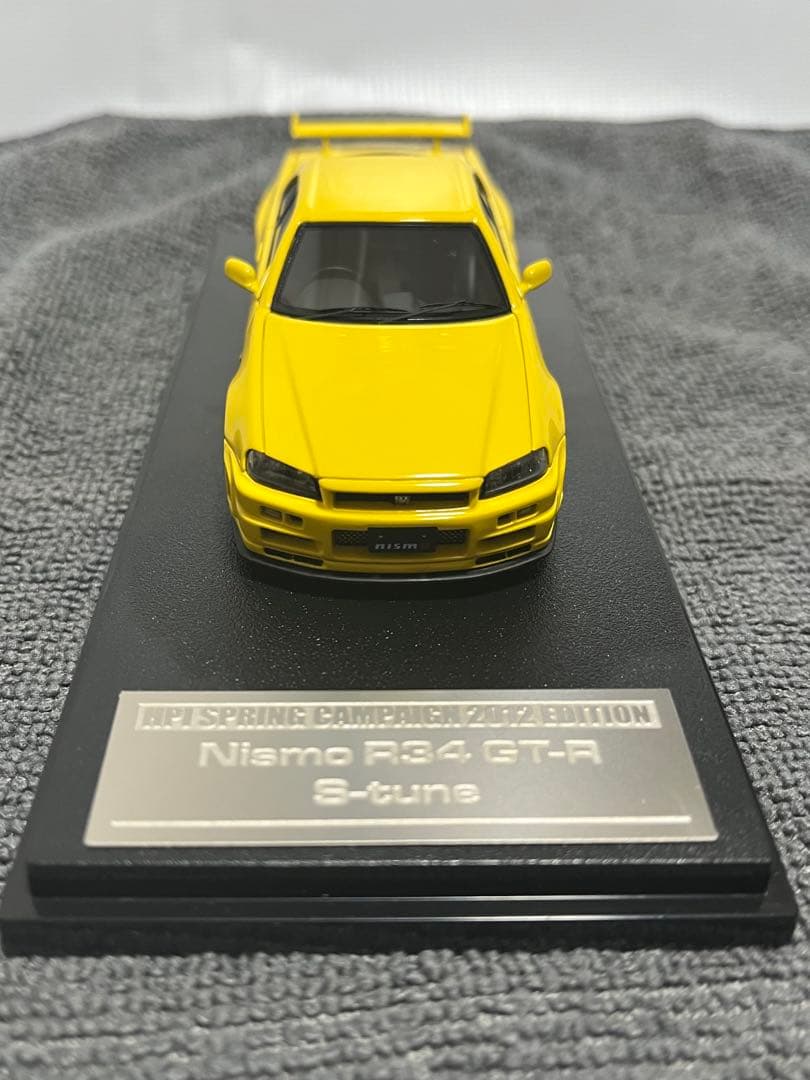 nismo
HPI SPRING CAMPAIGN 2012 EDITION
Nismo R34 GT-R
S-tune